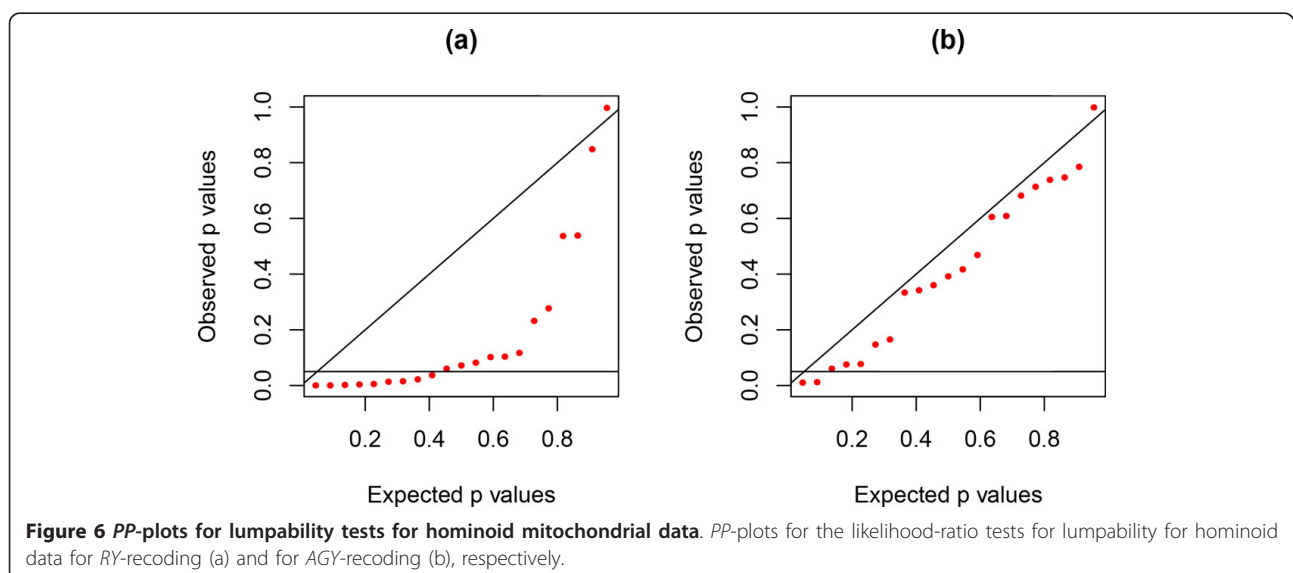 (a)
(b)
Observed p values
0.0 0.2 0.4 0.6 0.8 1.0
0.2 0.4 0.6 0.8
Expected p values
Observed p values
0.0 0.2 0.4 0.6 0.8 1.0
0.2 0.4 0.6 0.8
Expected p values
Figure 6 PP-plots for lumpability tests for hominoid mitochondrial data. PP-plots for the likelihood-ratio tests for lumpability for hominoid
data for RY-recoding (a) and for AGY-recoding (b), respectively.